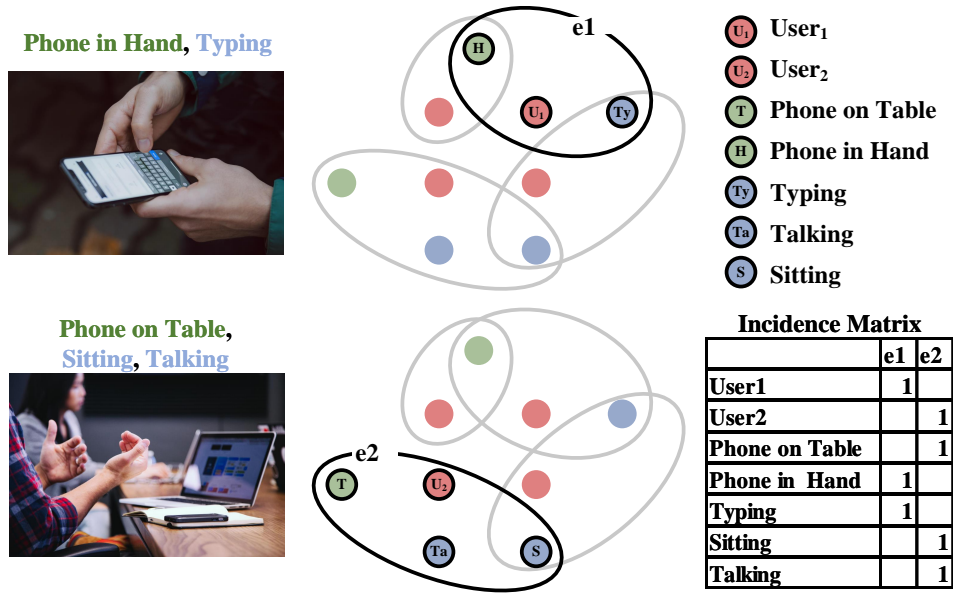 Phone in Hand, Typing
e1
H
U1
Ty
U1 User1
U2 User2
T Phone on Table
H Phone in Hand
Ty Typing
Ta Talking
S Sitting
Phone on Table,
Sitting, Talking
e2
T
U2
Ta
S
Incidence Matrix
e1 e2
User1 1
User2 1
Phone on Table 1
Phone in Hand 1
Typing 1
Sitting 1
Talking 1